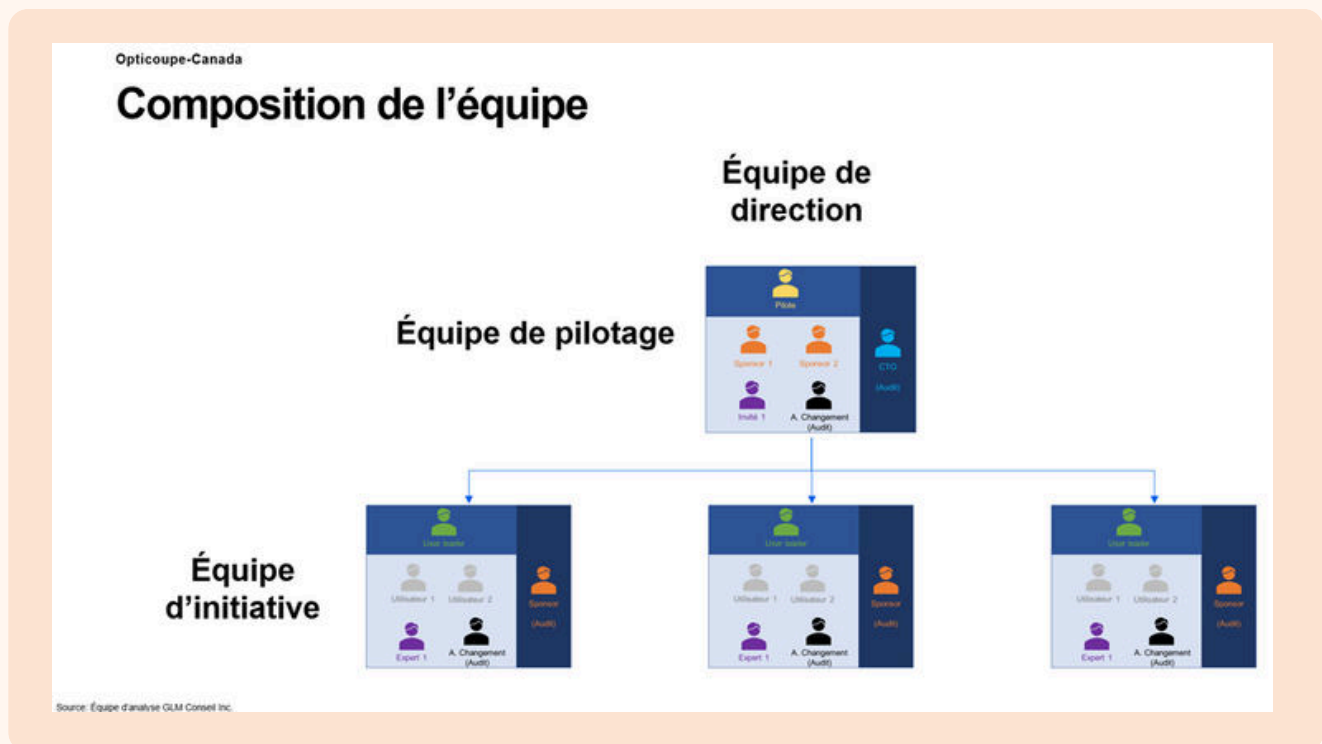 Opticoupe-Canada
Composition de l'équipe
Équipe de
direction
Équipe de pilotage
Pilote
Sponsor 1
Sponsor 2
CTO
(Audit)
Invité 1
A. Changement
(Audit)
Équipe
d'initiative
User
Utilisateur 1
Utilisateur 2
Sponsor
(Audit)
Expert 1
A. Changement
(Audit)
User
Utilisateur 1
Utilisateur 2
Sponsor
(Audit)
Expert 1
A. Changement
(Audit)
User
Utilisateur 1
Utilisateur 2
Sponsor
(Audit)
Expert 1
A. Changement
(Audit)
Source: Équipe d'analyse GLM Conseil Inc.